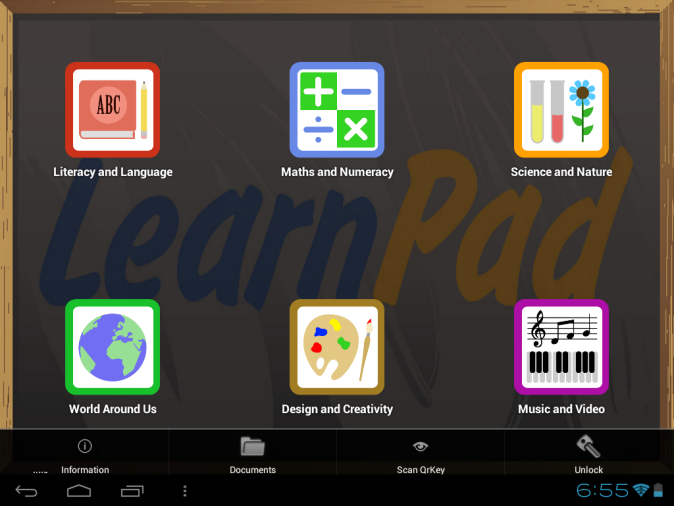 ABC
Literacy and Language
Maths and Numeracy
Science and Nature
LearnPad
World Around Us
Design and Creativity
Music and Video
Information
Documents
Scan QrKey
Unlock
6:55